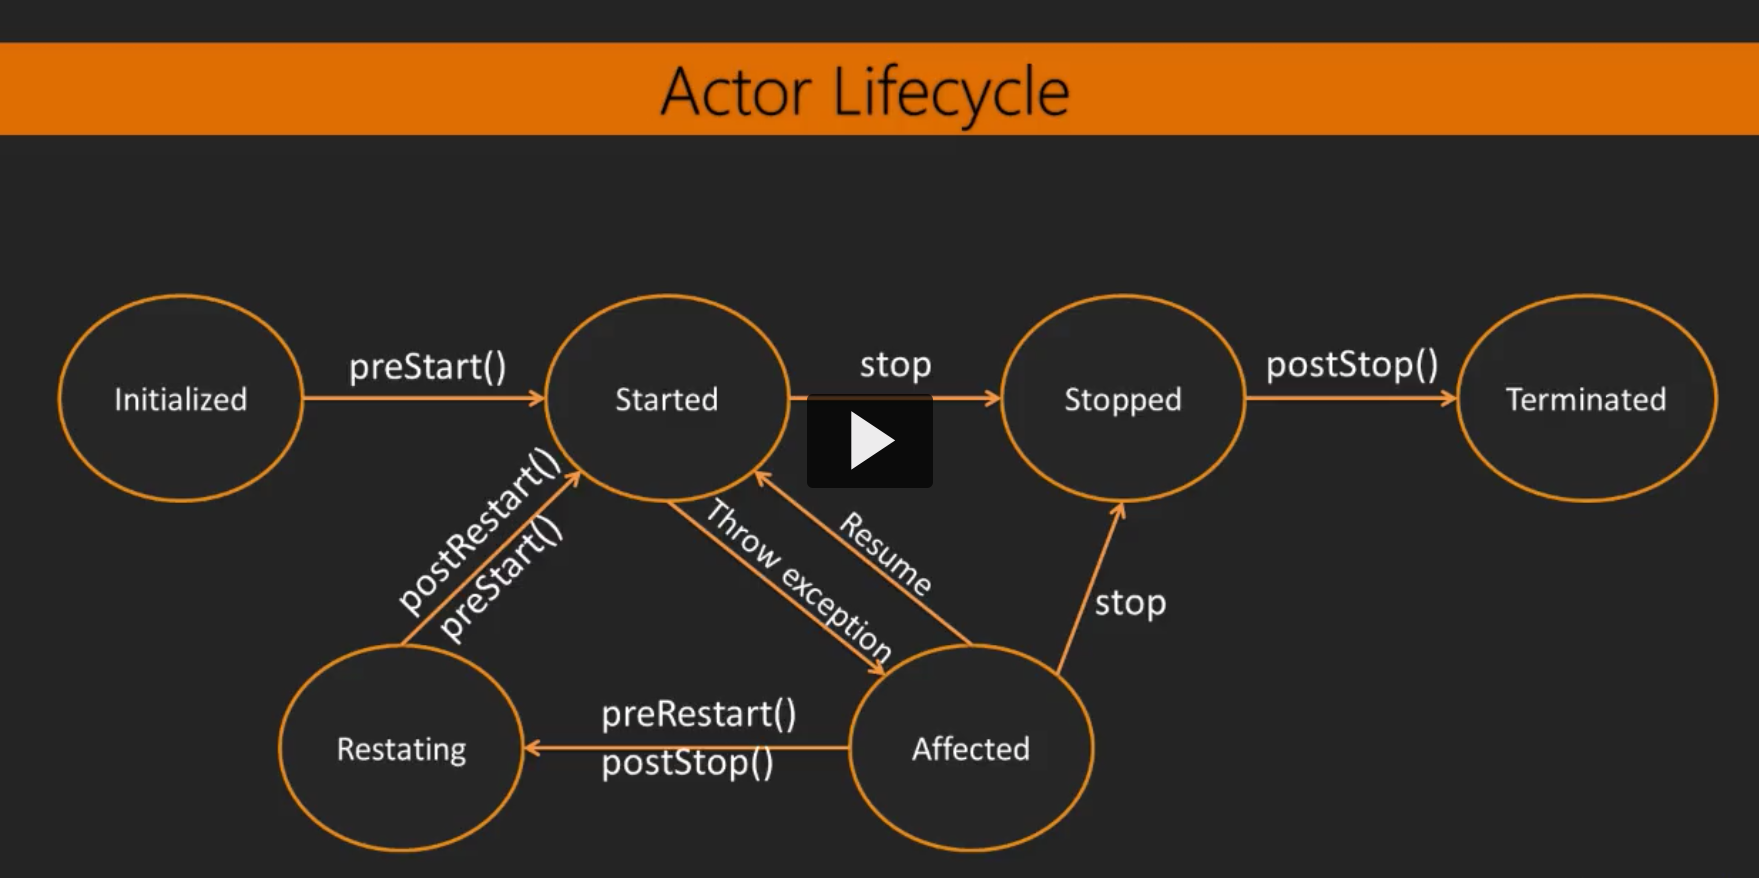 Actor Lifecycle
Initialized
preStart()
Started
stop
Stopped
postStop()
Terminated
postRestart()
preStart()
Throw exception
Resume
stop
Restating
preRestart()
postStop()
Affected